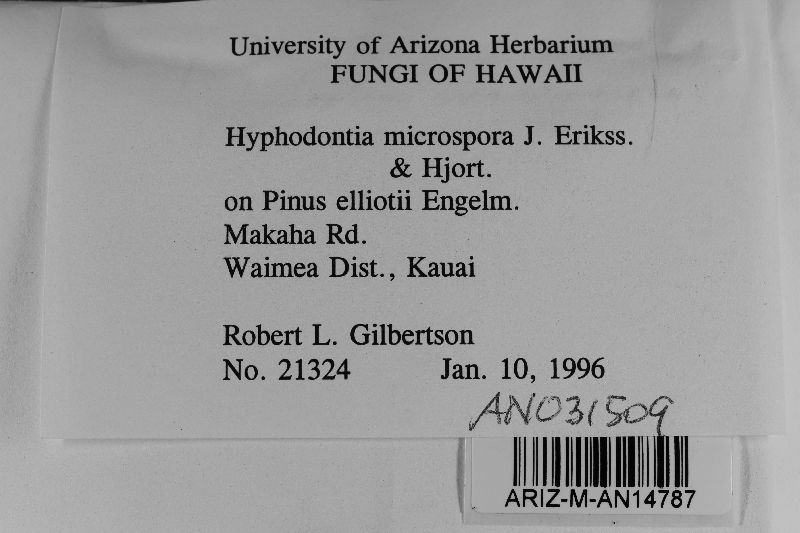 University of Arizona Herbarium
FUNGI OF HAWAII
Hyphodontia microspora J. Erikss.
& Hjort.
on Pinus elliotii Engelm.
Makaha Rd.
Waimea Dist., Kauai
Robert L. Gilbertson
No. 21324 Jan. 10, 1996
AN031509
ARIZ-M-AN14787